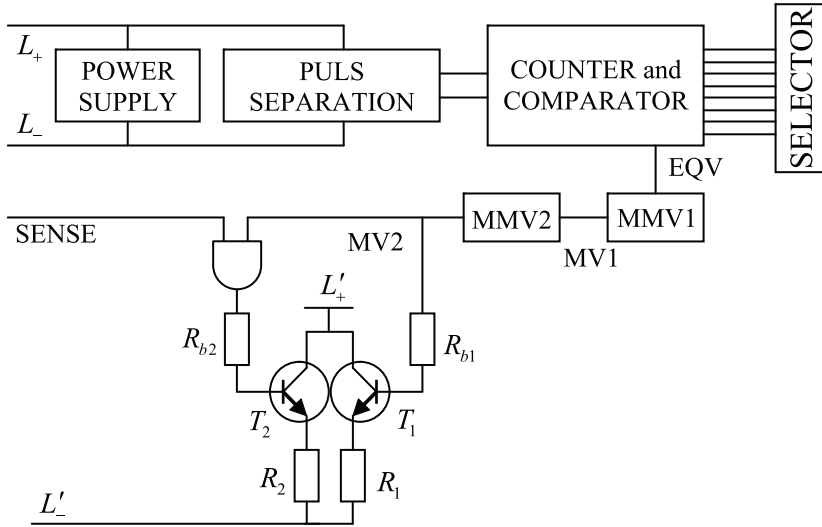 L+
POWER
SUPPLY
L−
PULS
SEPARATION
COUNTER and
COMPARATOR
SELECTOR
EQV
SENSE
MV2
MMV2
MV1
MMV1
L′+
Rb2
Rb1
T2
T1
R2
R1
L′−